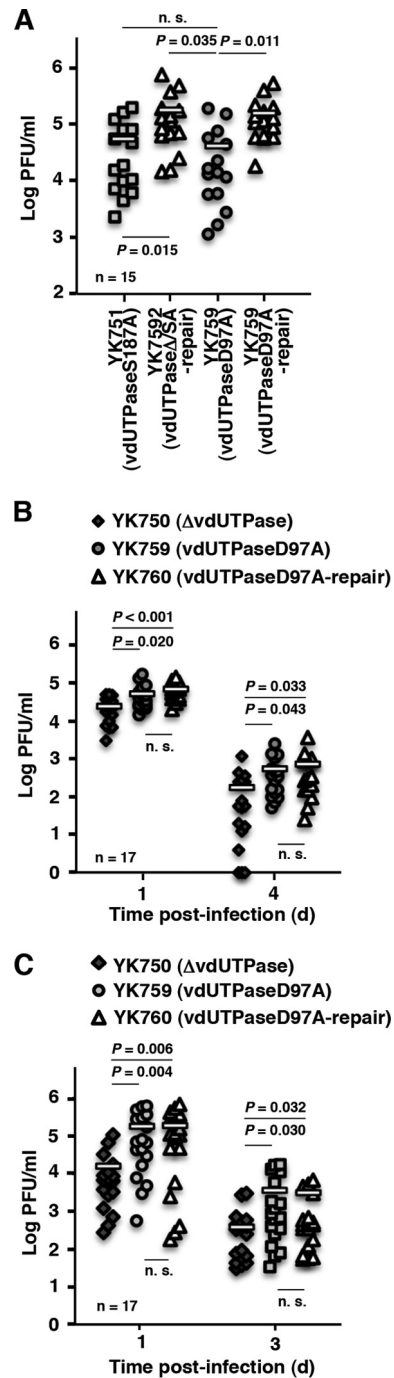 A
n. s.
P = 0.035 P = 0.011
6
5
4
3
2
Log PFU/ml
P = 0.015
n = 15
YK751
(vdUTPaseS187A)
YK7592
(vdUTPaseΔ/SA
-repair)
YK759
(vdUTPaseD97A)
YK759
(vdUTPaseD97A
-repair)
B
YK750 (ΔvdUTPase)
YK759 (vdUTPaseD97A)
YK760 (vdUTPaseD97A-repair)
P < 0.001
P = 0.020
P = 0.033
P = 0.043
n. s.
n. s.
6
5
4
3
2
1
0
Log PFU/ml
n = 17
1 4
Time post-infection (d)
C
YK750 (ΔvdUTPase)
YK759 (vdUTPaseD97A)
YK760 (vdUTPaseD97A-repair)
P = 0.006
P = 0.004
P = 0.032
P = 0.030
n. s.
n. s.
6
5
4
3
2
1
0
Log PFU/ml
n = 17
1 3
Time post-infection (d)